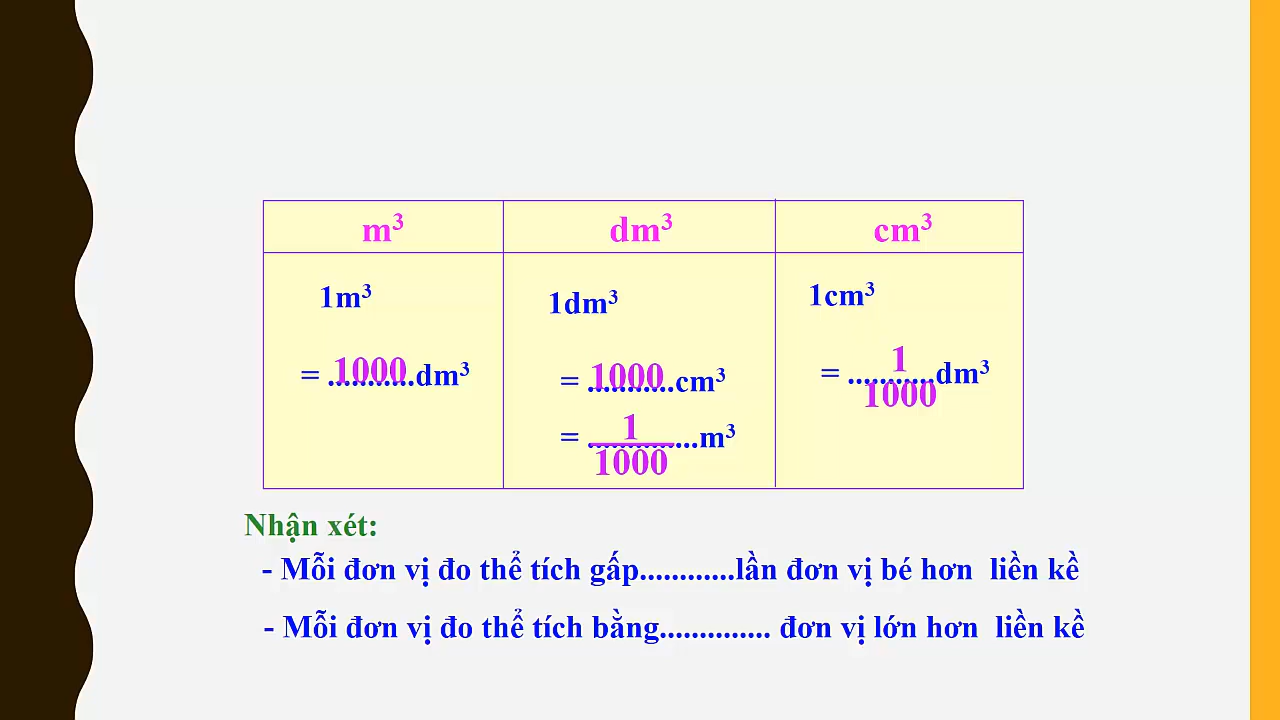 m³ dm³ cm³
1m³ 1dm³ 1cm³
= 1000 dm³ = 1000 cm³ = 1/1000 dm³
= 1/1000 m³
Nhận xét:
- Mỗi đơn vị đo thể tích gấp............lần đơn vị bé hơn liền kề
- Mỗi đơn vị đo thể tích bằng.............. đơn vị lớn hơn liền kề